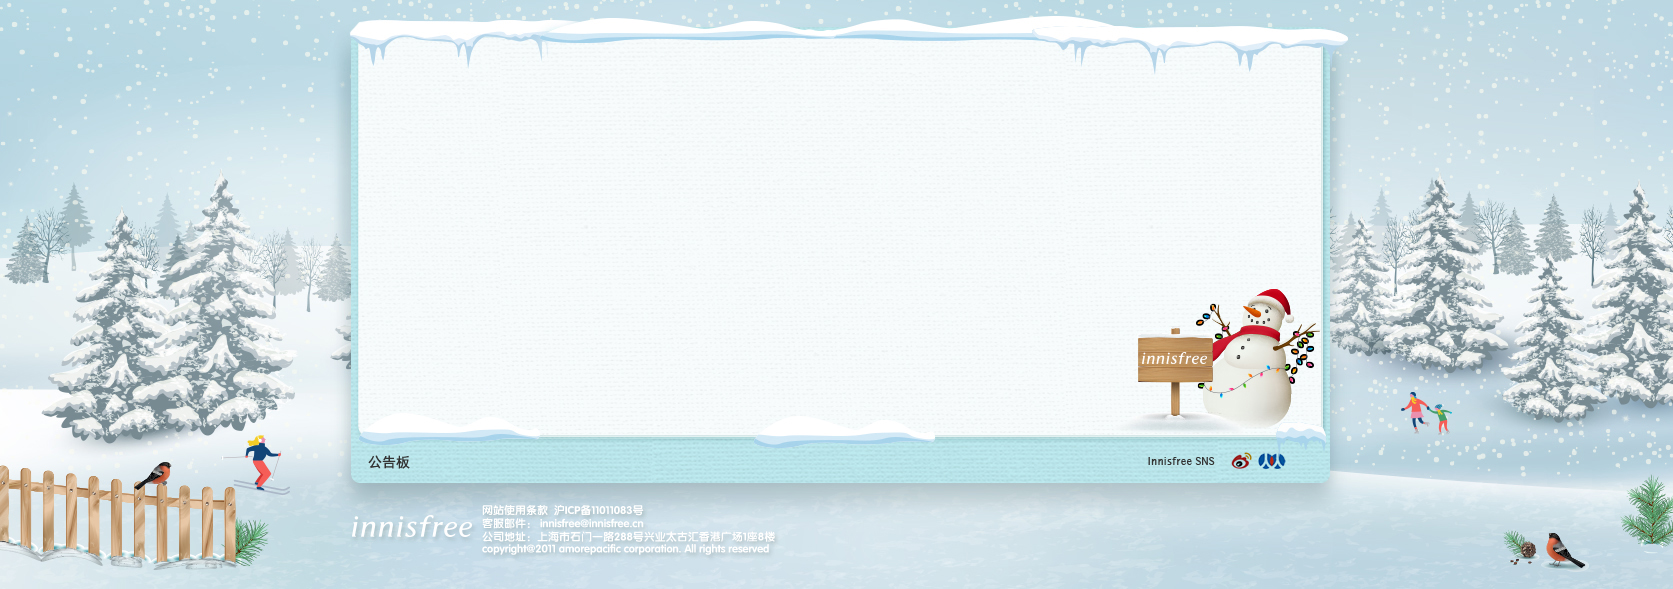 innisfree
公告板
Innisfree SNS
innisfree
网站使用条款 沪ICP备11011083号
客服部件： innisfree@innisfree.cn
公司地址：上海市石门一路288号兴业太古汇香港广场1座8楼
copyright@2011 amorepacific corporation. All rights reserved